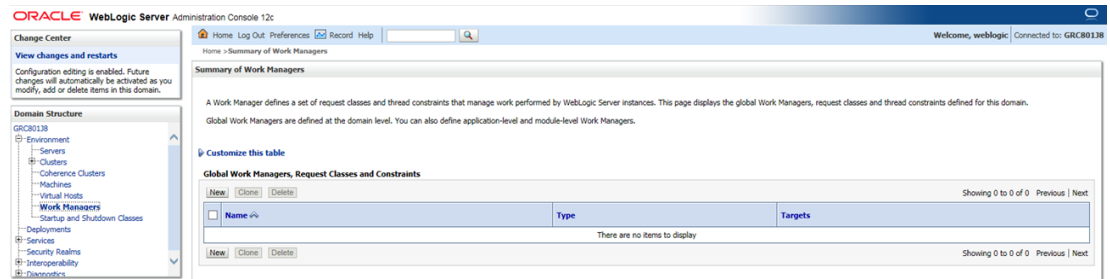 ORACLE WebLogic Server Administration Console 12c
Change Center
View changes and restarts
Configuration editing is enabled. Future
changes will automatically be activated as you
modify, add or delete items in this domain.
Domain Structure
GRC801J8
Environment
Servers
Clusters
Coherence Clusters
Machines
Virtual Hosts
Work Managers
Startup and Shutdown Classes
Deployments
Services
Security Realms
Interoperability
Diagnostics
Home Log Out Preferences Record Help
Welcome, weblogic Connected to: GRC801J8
Home >Summary of Work Managers
Summary of Work Managers
A Work Manager defines a set of request classes and thread constraints that manage work performed by WebLogic Server instances. This page displays the global Work Managers, request classes and thread constraints defined for this domain.
Global Work Managers are defined at the domain level. You can also define application-level and module-level Work Managers.
Customize this table
Global Work Managers, Request Classes and Constraints
New Clone Delete Showing 0 to 0 of 0 Previous | Next
Name Type Targets
There are no items to display
New Clone Delete Showing 0 to 0 of 0 Previous | Next